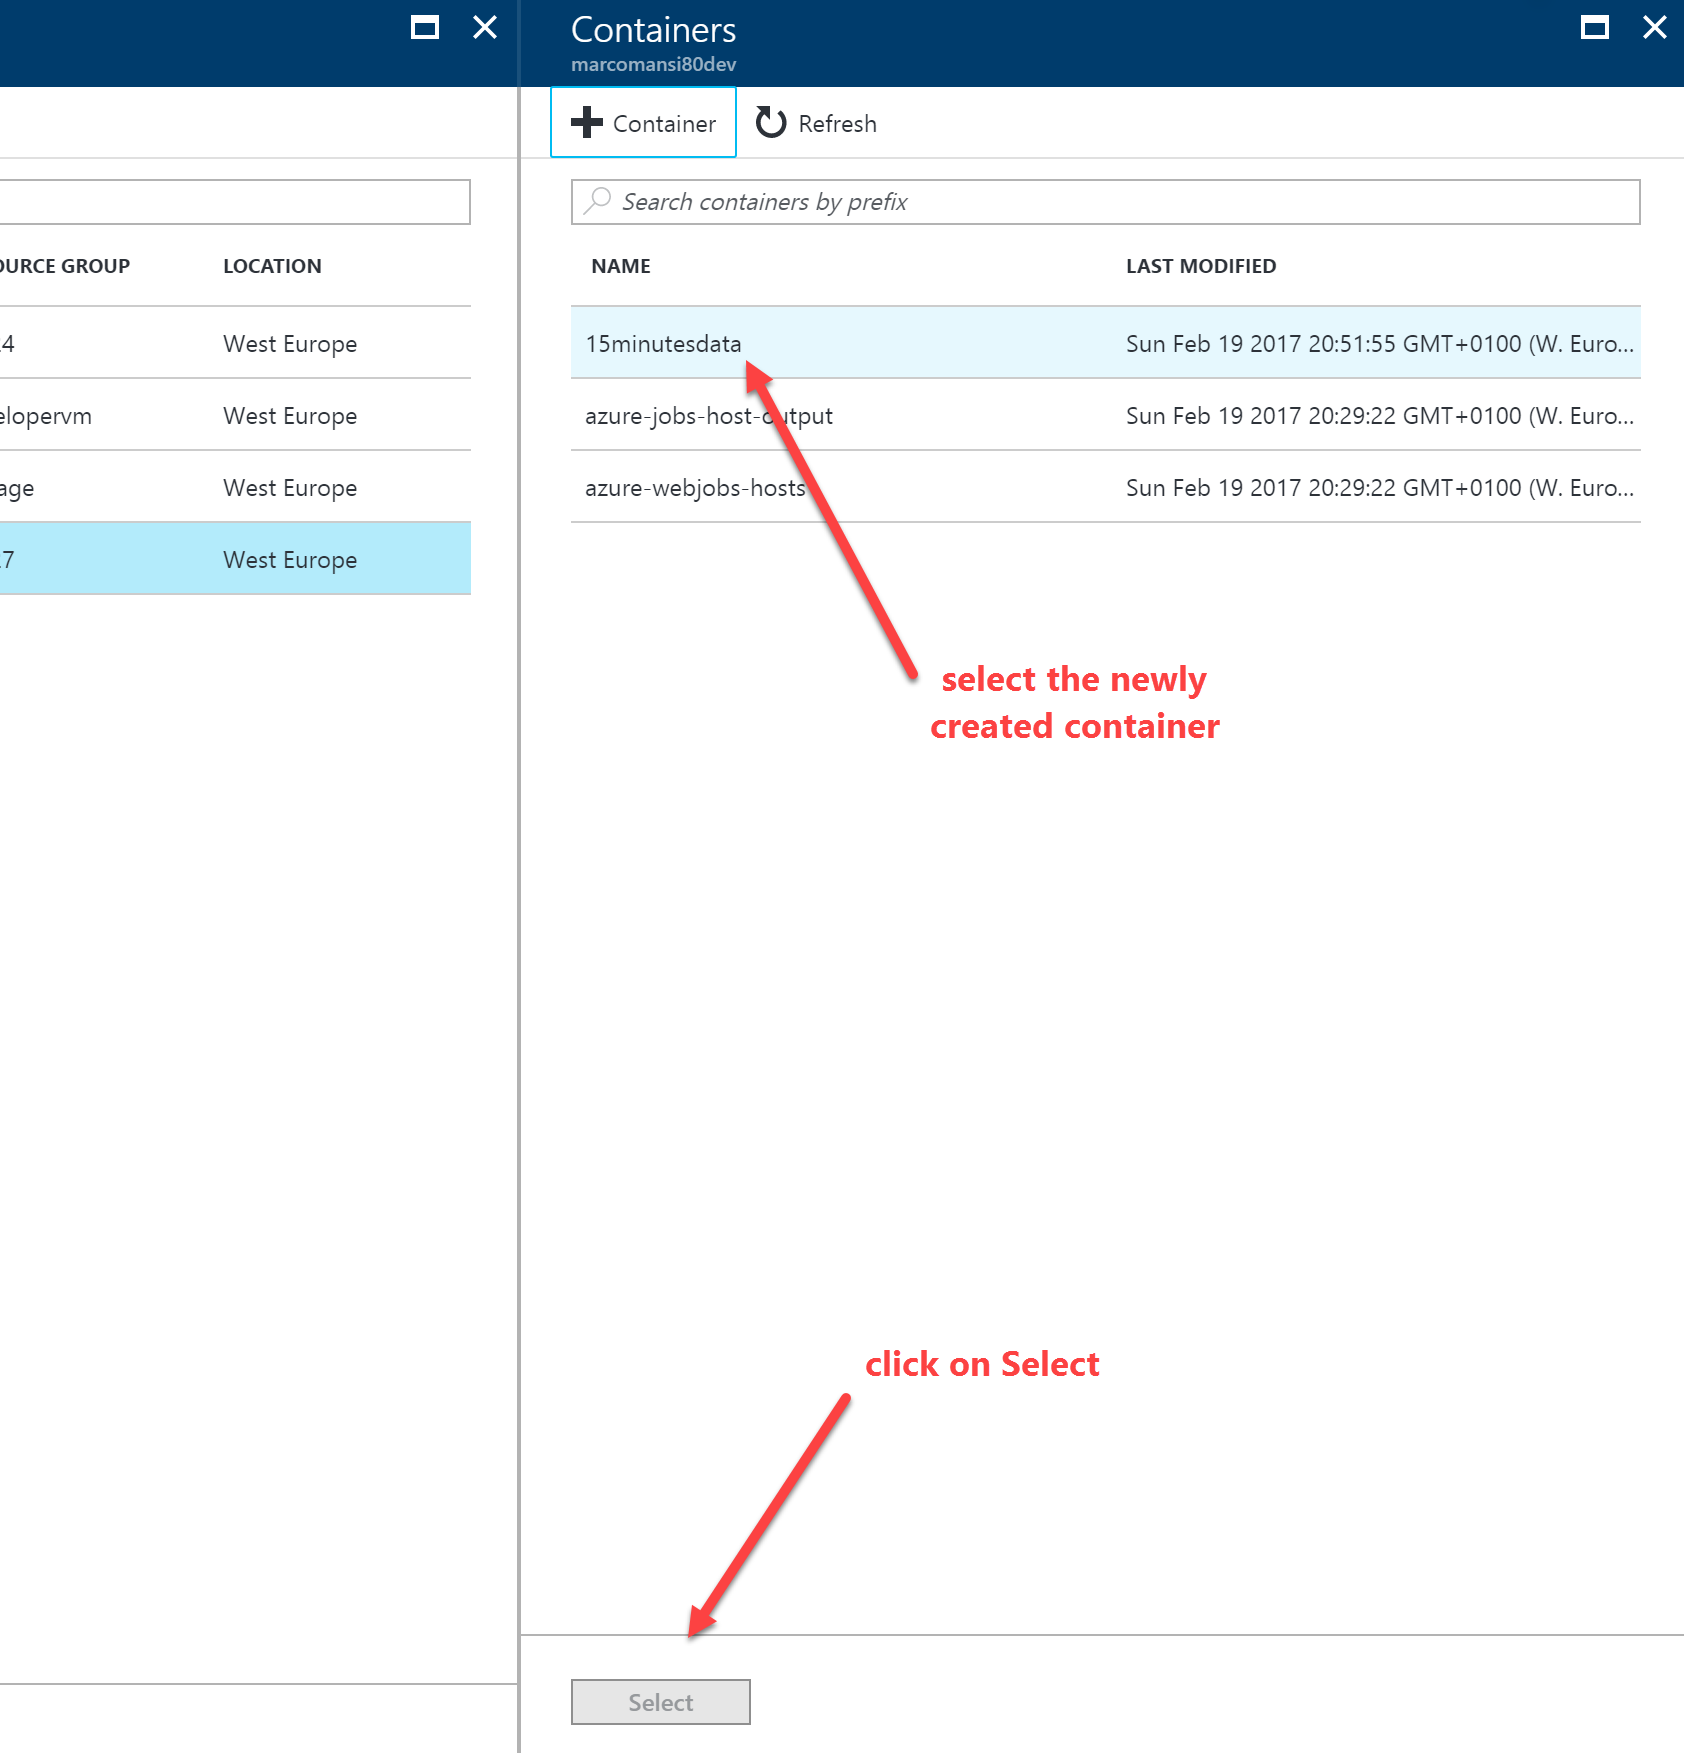 Containers
marcomansi80dev
Container
Refresh
Search containers by prefix
OURCE GROUP LOCATION
4 West Europe
elopervm West Europe
age West Europe
7 West Europe
NAME LAST MODIFIED
15minutesdata Sun Feb 19 2017 20:51:55 GMT+0100 (W. Euro...
azure-jobs-host-output Sun Feb 19 2017 20:29:22 GMT+0100 (W. Euro...
azure-webjobs-hosts Sun Feb 19 2017 20:29:22 GMT+0100 (W. Euro...
select the newly
created container
click on Select
Select